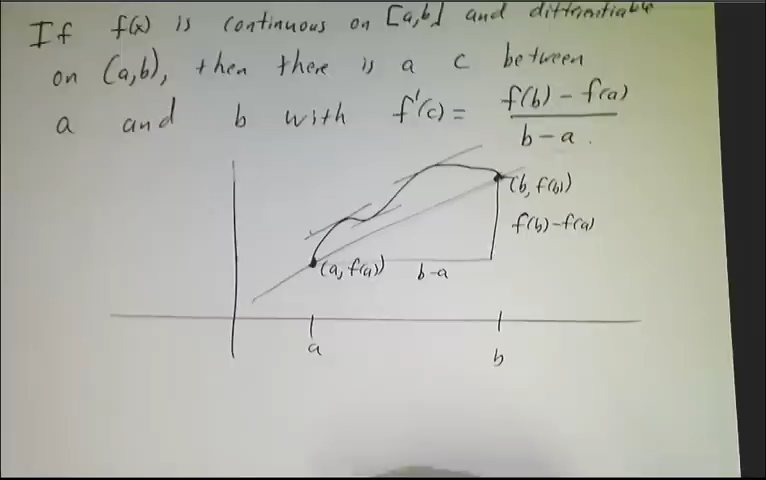 If f(x) is continuous on [a,b] and differentiable
on (a,b), then there is a c between
a and b with f'(c) = f(b) - f(a)
b - a .
(b, f(b))
f(b) - f(a)
(a, f(a))
b - a
a
b